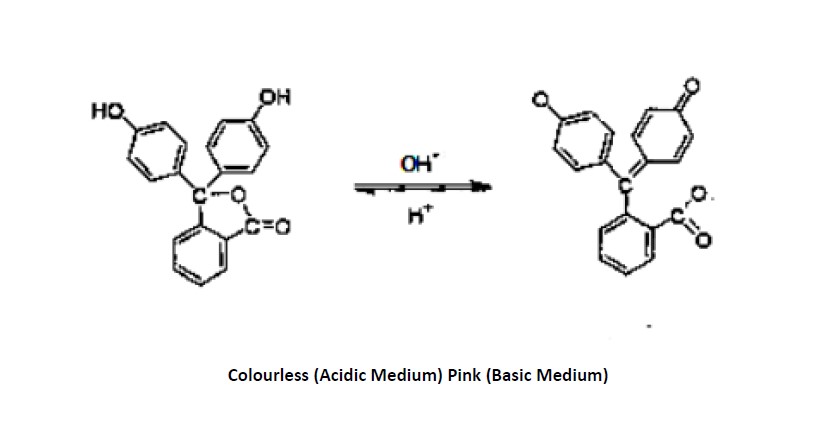 HO OH O O
OH⁻
C O O
C=O C C O
H⁺ O
Colourless (Acidic Medium) Pink (Basic Medium)